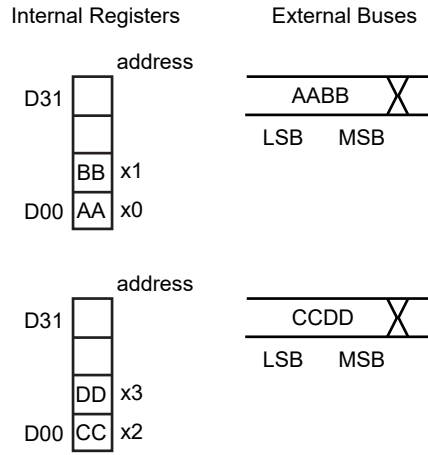 Internal Registers External Buses
address
D31 AABB
LSB MSB
BB x1
D00 AA x0
address
D31 CCDD
LSB MSB
DD x3
D00 CC x2